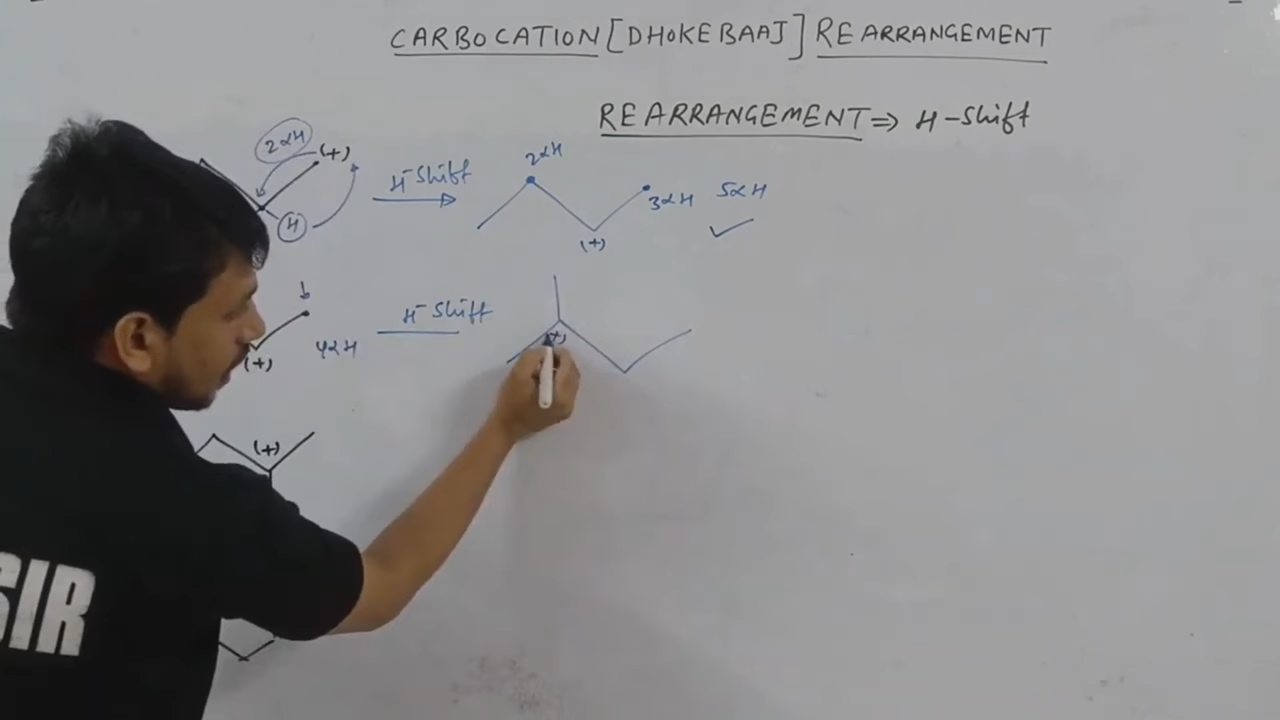 CARBOCATION [DHOKEBAAJ] REARRANGEMENT
REARRANGEMENT ⇒ H-Shift
2αH (+) H
H⁻ Shift
2αH (+) 3αH 5αH ✓
(+) 4αH
H⁻ Shift
(+)
(+)
SIR